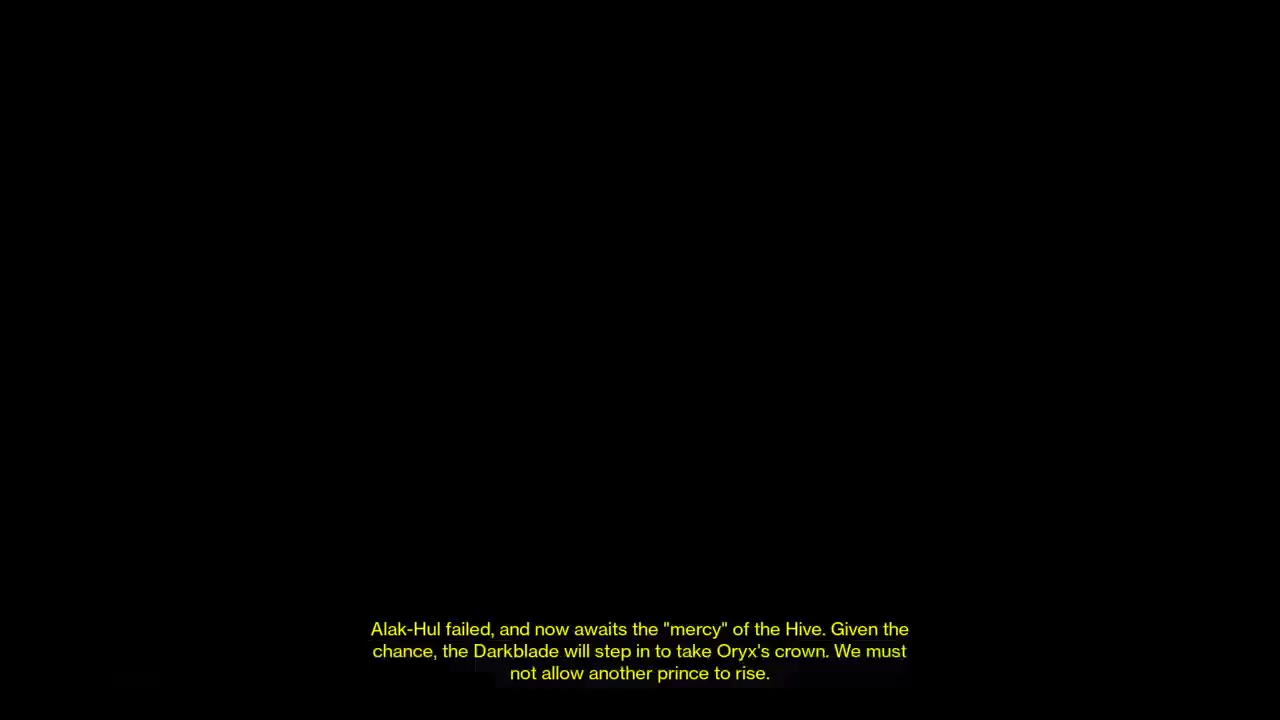 Alak-Hul failed, and now awaits the "mercy" of the Hive. Given the
chance, the Darkblade will step in to take Oryx's crown. We must
not allow another prince to rise.